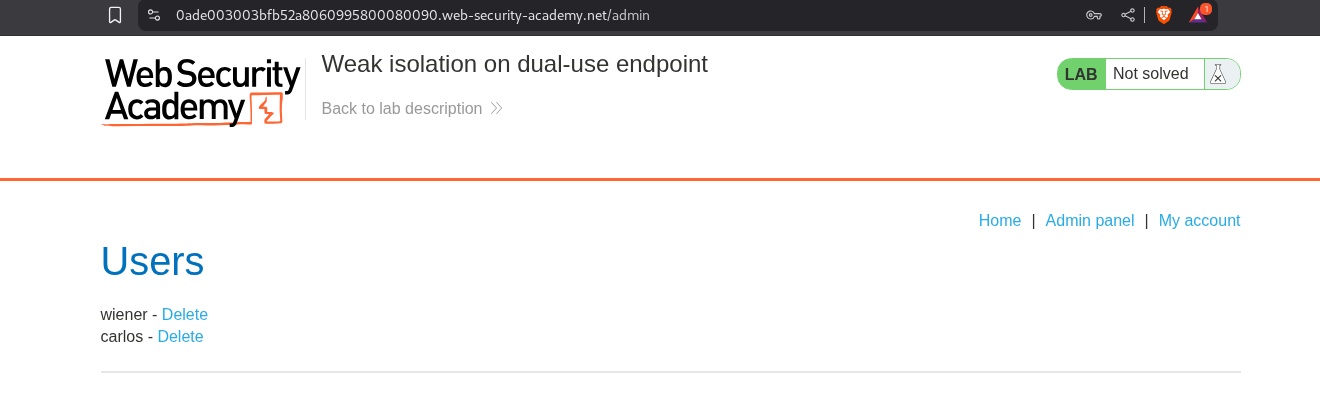 0ade003003bfb52a8060995800080090.web-security-academy.net/admin
1
Web Security
Academy
Weak isolation on dual-use endpoint
Back to lab description
LAB Not solved
Home | Admin panel | My account
Users
wiener - Delete
carlos - Delete